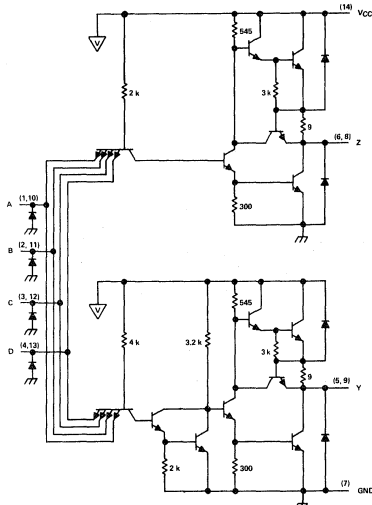 (14)
VCC
V
545
3 k
2 k
9
(6, 8)
Z
300
A (1,10)
B (2, 11)
C (3, 12)
D (4,13)
V
545
4 k
3.2 k
3 k
9
(5, 9)
Y
2 k
300
(7)
GND